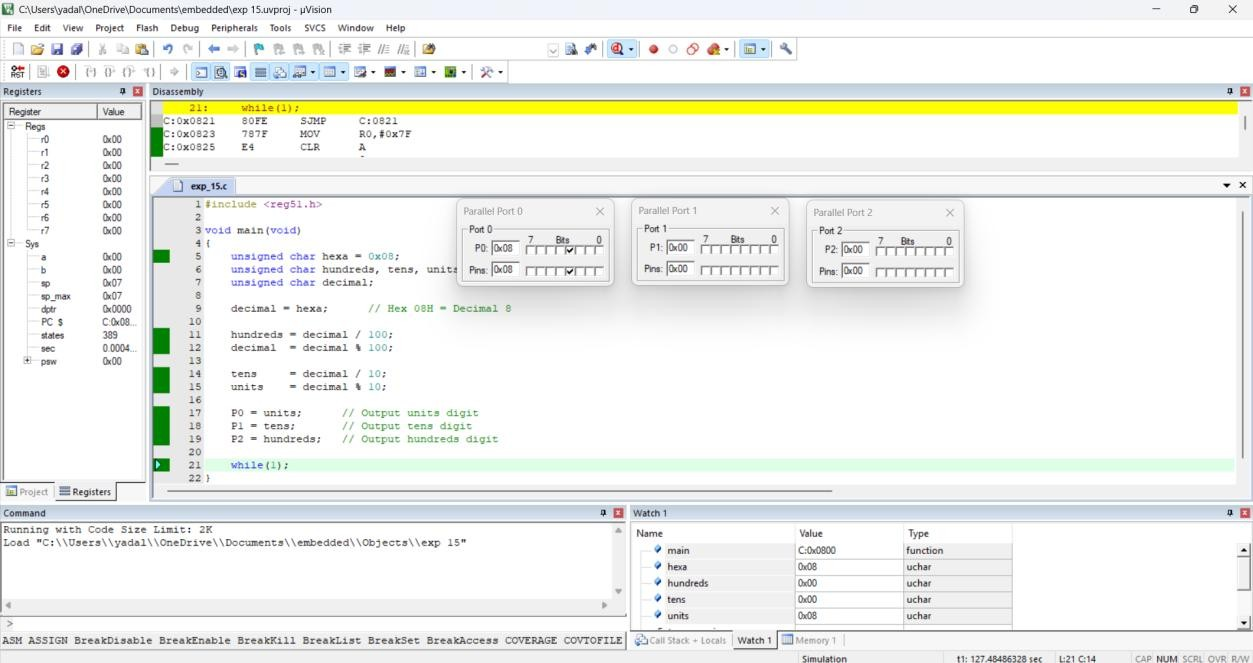 C:\Users\yadal\OneDrive\Documents\embedded\exp 15.uvproj - µVision
File Edit View Project Flash Debug Peripherals Tools SVCS Window Help
RST
Registers
Register Value
Regs
r0 0x00
r1 0x00
r2 0x00
r3 0x00
r4 0x00
r5 0x00
r6 0x00
r7 0x00
Sys
a 0x00
b 0x00
sp 0x07
sp_max 0x07
dptr 0x0000
PC $ C:0x08...
states 389
sec 0.0004...
psw 0x00
Project Registers
Disassembly
21: while(1);
C:0x0821 80FE SJMP C:0821
C:0x0823 787F MOV R0,#0x7F
C:0x0825 E4 CLR A
exp_15.c
1 #include <reg51.h>
2
3 void main(void)
4 {
5 unsigned char hexa = 0x08;
6 unsigned char hundreds, tens, units
7 unsigned char decimal;
8
9 decimal = hexa; // Hex 08H = Decimal 8
10
11 hundreds = decimal / 100;
12 decimal = decimal % 100;
13
14 tens = decimal / 10;
15 units = decimal % 10;
16
17 P0 = units; // Output units digit
18 P1 = tens; // Output tens digit
19 P2 = hundreds; // Output hundreds digit
20
21 while(1);
22 }
Parallel Port 0
Port 0
7 Bits 0
P0: 0x08
Pins: 0x08
Parallel Port 1
Port 1
7 Bits 0
P1: 0x00
Pins: 0x00
Parallel Port 2
Port 2
7 Bits 0
P2: 0x00
Pins: 0x00
Command
Running with Code Size Limit: 2K
Load "C:\\Users\\yadal\\OneDrive\\Documents\\embedded\\Objects\\exp 15"
>
ASM ASSIGN BreakDisable BreakEnable BreakKill BreakList BreakSet BreakAccess COVERAGE COVTOFILE
Watch 1
Name Value Type
main C:0x0800 function
hexa 0x08 uchar
hundreds 0x00 uchar
tens 0x00 uchar
units 0x08 uchar
Call Stack + Locals Watch 1 Memory 1
Simulation t1: 127.48486328 sec L:21 C:14 CAP NUM SCRL OVR R/W